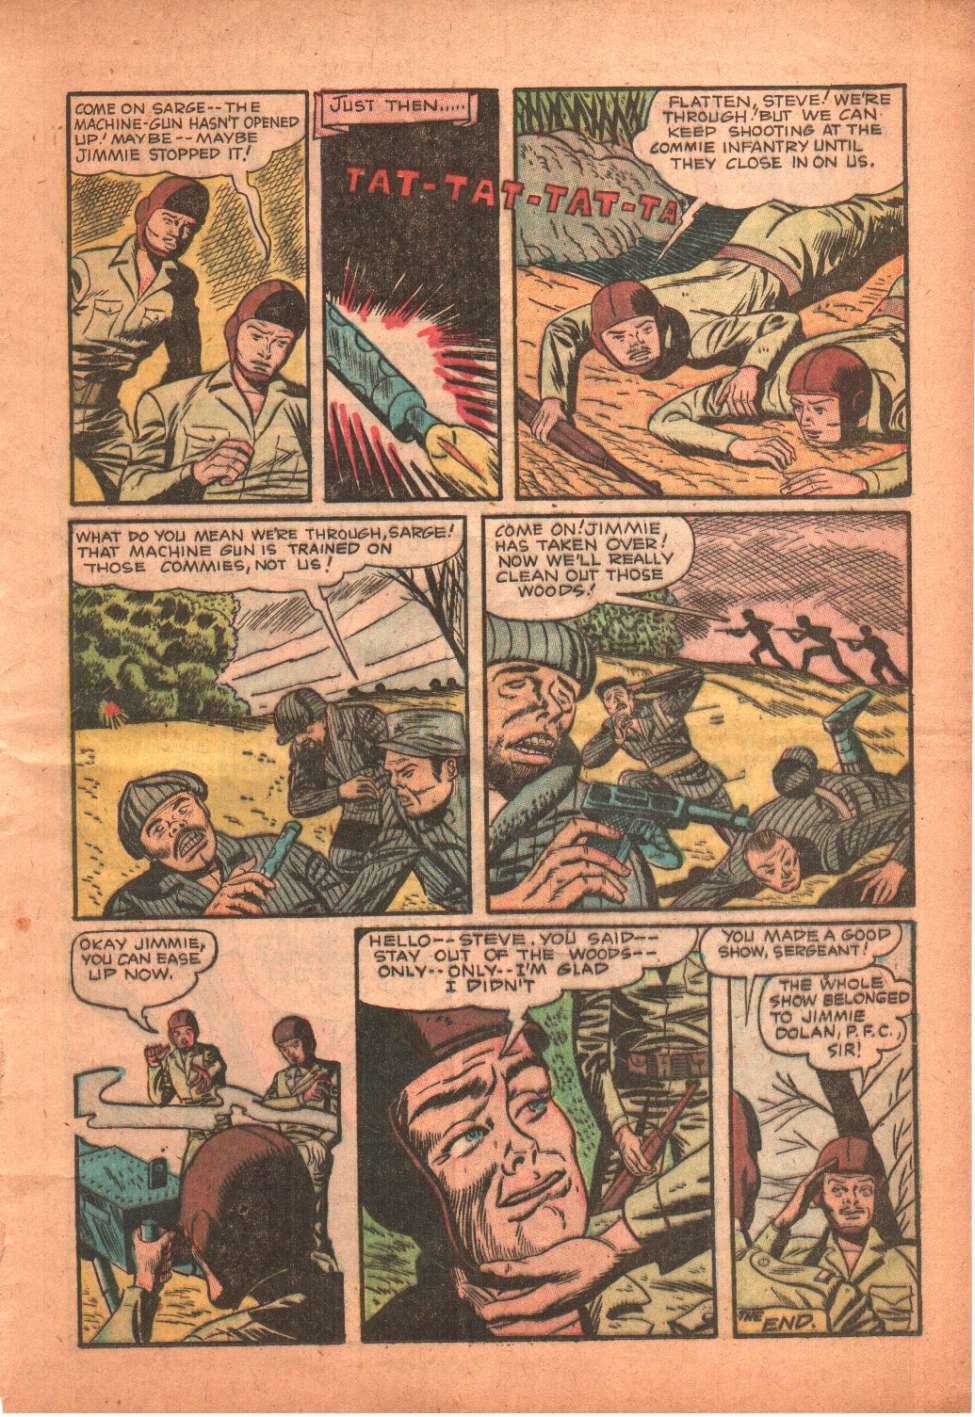 COME ON SARGE--THE
MACHINE-GUN HASN'T OPENED
UP! MAYBE--MAYBE
JIMMIE STOPPED IT!
JUST THEN.....
TAT-TAT-TAT-TA
FLATTEN, STEVE! WE'RE
THROUGH! BUT WE CAN
KEEP SHOOTING AT THE
COMMIE INFANTRY UNTIL
THEY CLOSE IN ON US.
WHAT DO YOU MEAN WE'RE THROUGH, SARGE!
THAT MACHINE GUN IS TRAINED ON
THOSE COMMIES, NOT US!
COME ON! JIMMIE
HAS TAKEN OVER!
NOW WE'LL REALLY
CLEAN OUT THOSE
WOODS!
OKAY JIMMIE,
YOU CAN EASE
UP NOW.
HELLO--STEVE. YOU SAID--
STAY OUT OF THE WOODS--
ONLY--ONLY--I'M GLAD
I DIDN'T
YOU MADE A GOOD
SHOW, SERGEANT!
THE WHOLE
SHOW BELONGED
TO JIMMIE
DOLAN, P.F.C.,
SIR!
THE END.